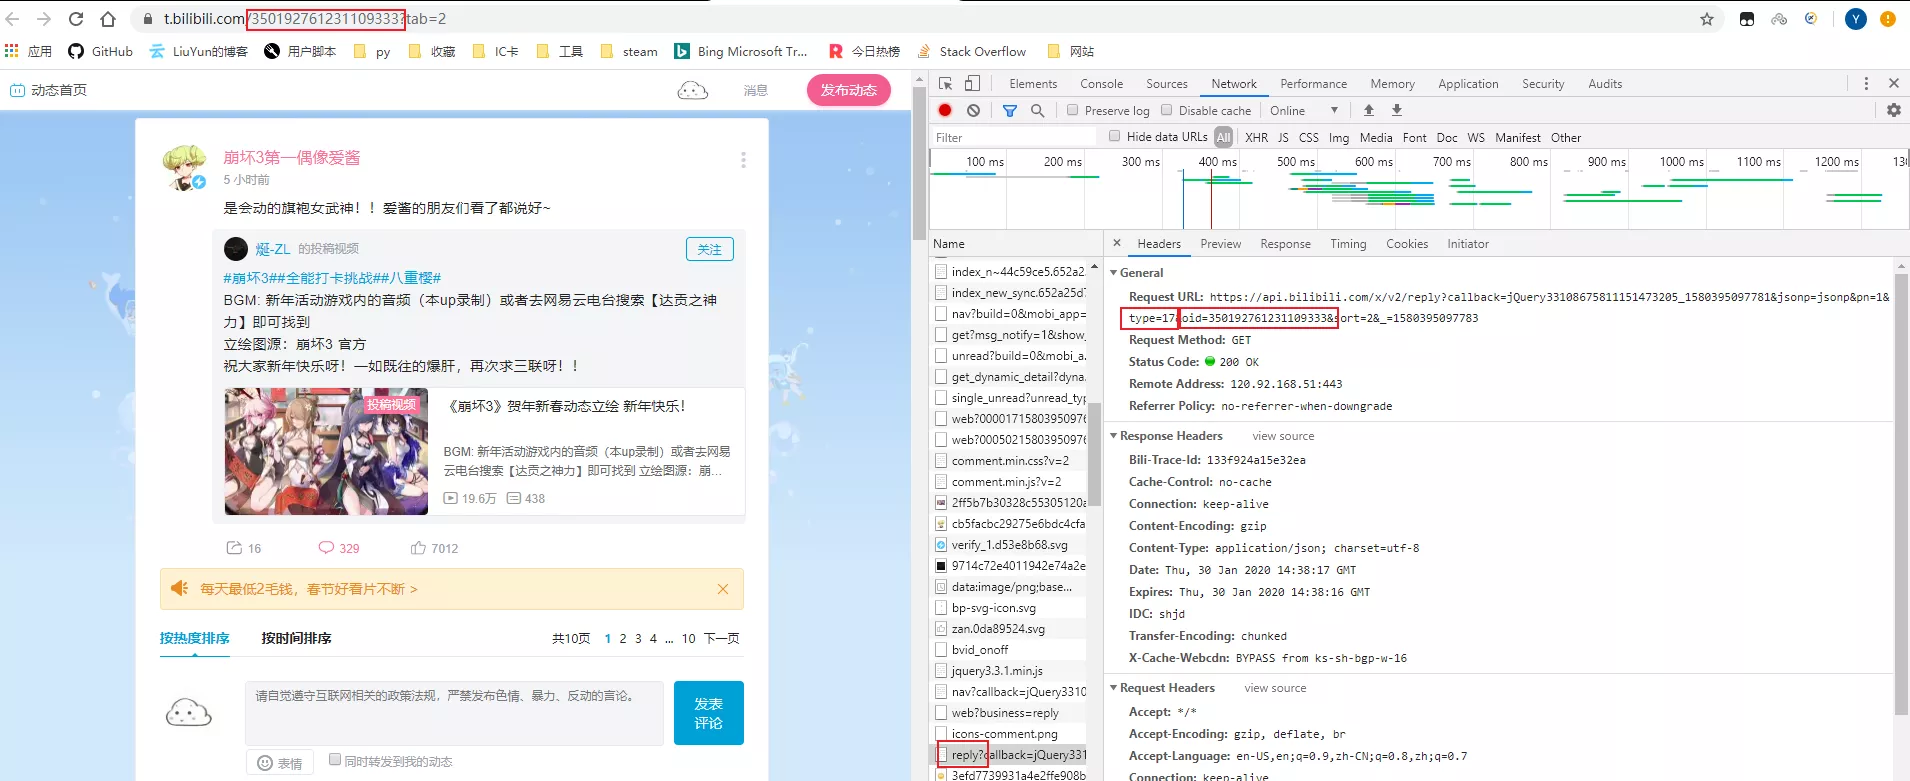 t.bilibili.com/350192761231109333?tab=2
Y
应用 GitHub LiuYun的博客 用户脚本 py 收藏 IC卡 工具 steam Bing Microsoft Tr... 今日热榜 Stack Overflow 网站
动态首页 消息 发布动态
崩坏3第一偶像爱酱
5 小时前
是会动的旗袍女武神！！爱酱的朋友们看了都说好~
烻-ZL 的投稿视频 关注
#崩坏3##全能打卡挑战##八重樱#
BGM: 新年活动游戏内的音频（本up录制）或者去网易云电台搜索【达贡之神
力】即可找到
立绘图源：崩坏3 官方
祝大家新年快乐呀！一如既往的爆肝，再次求三联呀！！
投稿视频
《崩坏3》贺年新春动态立绘 新年快乐！
BGM: 新年活动游戏内的音频（本up录制）或者去网易
云电台搜索【达贡之神力】即可找到 立绘图源：崩...
19.6万 438
16 329 7012
每天最低2毛钱，春节好看片不断 >
按热度排序 按时间排序 共10页 1 2 3 4 ... 10 下一页
请自觉遵守互联网相关的政策法规，严禁发布色情、暴力、反动的言论。
发表
评论
表情 同时转发到我的动态
Elements Console Sources Network Performance Memory Application Security Audits
Preserve log Disable cache Online
Filter Hide data URLs All XHR JS CSS Img Media Font Doc WS Manifest Other
100 ms 200 ms 300 ms 400 ms 500 ms 600 ms 700 ms 800 ms 900 ms 1000 ms 1100 ms 1200 ms 130
Name
index_n~44c59ce5.652a2
index_new_sync.652a25d7
nav?build=0&mobi_app=
get?msg_notify=1&show_
unread?build=0&mobi_a
get_dynamic_detail?dyna
single_unread?unread_typ
web?0000171580395097​6
web?0005021580395097​6
comment.min.css?v=2
comment.min.js?v=2
2ff5b7b30328c55305120a
cb5facbc29275e6bdc4cfa
verify_1.d53e8b68.svg
9714c72e4011942e74a2e
data:image/png;base...
bp-svg-icon.svg
zan.0da89524.svg
bvid_onoff
jquery3.3.1.min.js
nav?callback=jQuery3310
web?business=reply
icons-comment.png
reply?callback=jQuery331
3efd7739931a4e2ffe908b
Headers Preview Response Timing Cookies Initiator
General
Request URL: https://api.bilibili.com/x/v2/reply?callback=jQuery33108675811151473205_1580395097781&jsonp=jsonp&pn=1&
type=17&oid=350192761231109333&sort=2&_=1580395097783
Request Method: GET
Status Code: 200 OK
Remote Address: 120.92.168.51:443
Referrer Policy: no-referrer-when-downgrade
Response Headers view source
Bili-Trace-Id: 133f924a15e32ea
Cache-Control: no-cache
Connection: keep-alive
Content-Encoding: gzip
Content-Type: application/json; charset=utf-8
Date: Thu, 30 Jan 2020 14:38:17 GMT
Expires: Thu, 30 Jan 2020 14:38:16 GMT
IDC: shjd
Transfer-Encoding: chunked
X-Cache-Webcdn: BYPASS from ks-sh-bgp-w-16
Request Headers view source
Accept: */*
Accept-Encoding: gzip, deflate, br
Accept-Language: en-US,en;q=0.9,zh-CN;q=0.8,zh;q=0.7
Connection: keep-alive